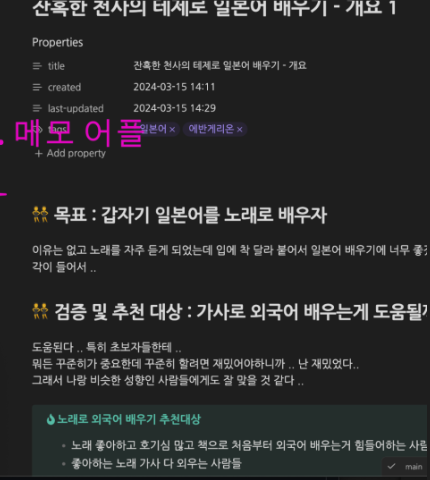 잔혹한 천사의 테제로 일본어 배우기 - 개요 1
Properties
title 잔혹한 천사의 테제로 일본어 배우기 - 개요
created 2024-03-15 14:11
last-updated 2024-03-15 14:29
tags 일본어 × 에반게리온 ×
. 메모 어플
+ Add property
목표 : 갑자기 일본어를 노래로 배우자
이유는 없고 노래를 자주 듣게 되었는데 입에 착 달라 붙어서 일본어 배우기에 너무
각이 들어서 ..
검증 및 추천 대상 : 가사로 외국어 배우는게
도움된다 .. 특히 초보자들한테 ..
뭐든 꾸준히가 중요한데 꾸준히 할려면 재밌어야하니까 .. 난 재밌었다..
그래서 나랑 비슷한 성향인 사람들에게도 잘 맞을 것 같다 ..
노래로 외국어 배우기 추천대상
• 노래 좋아하고 호기심 많고 책으로 처음부터 외국어 배우는거 힘들어하는
• 좋아하는 노래 가사 다 외우는 사람들
main